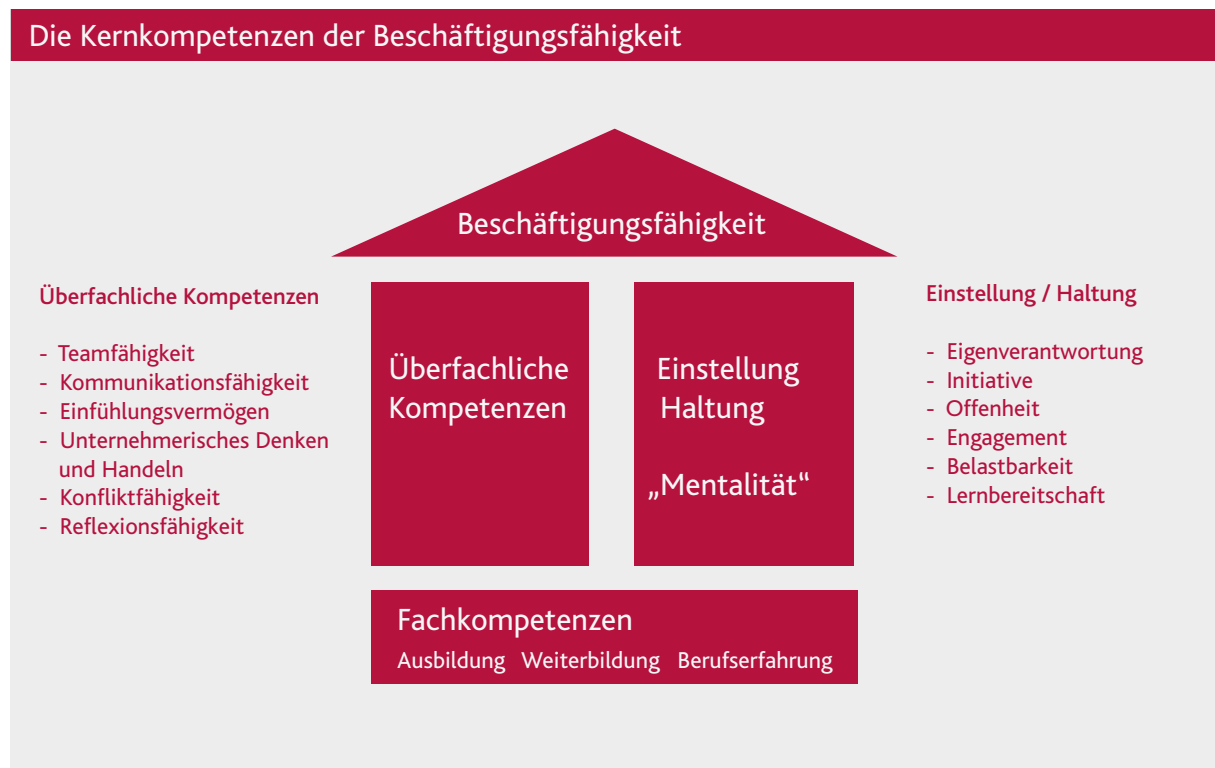 Die Kernkompetenzen der Beschäftigungsfähigkeit
Beschäftigungsfähigkeit
Überfachliche Kompetenzen
- Teamfähigkeit
- Kommunikationsfähigkeit
- Einfühlungsvermögen
- Unternehmerisches Denken
und Handeln
- Konfliktfähigkeit
- Reflexionsfähigkeit
Überfachliche
Kompetenzen
Einstellung
Haltung
„Mentalität“
Einstellung / Haltung
- Eigenverantwortung
- Initiative
- Offenheit
- Engagement
- Belastbarkeit
- Lernbereitschaft
Fachkompetenzen
Ausbildung Weiterbildung Berufserfahrung